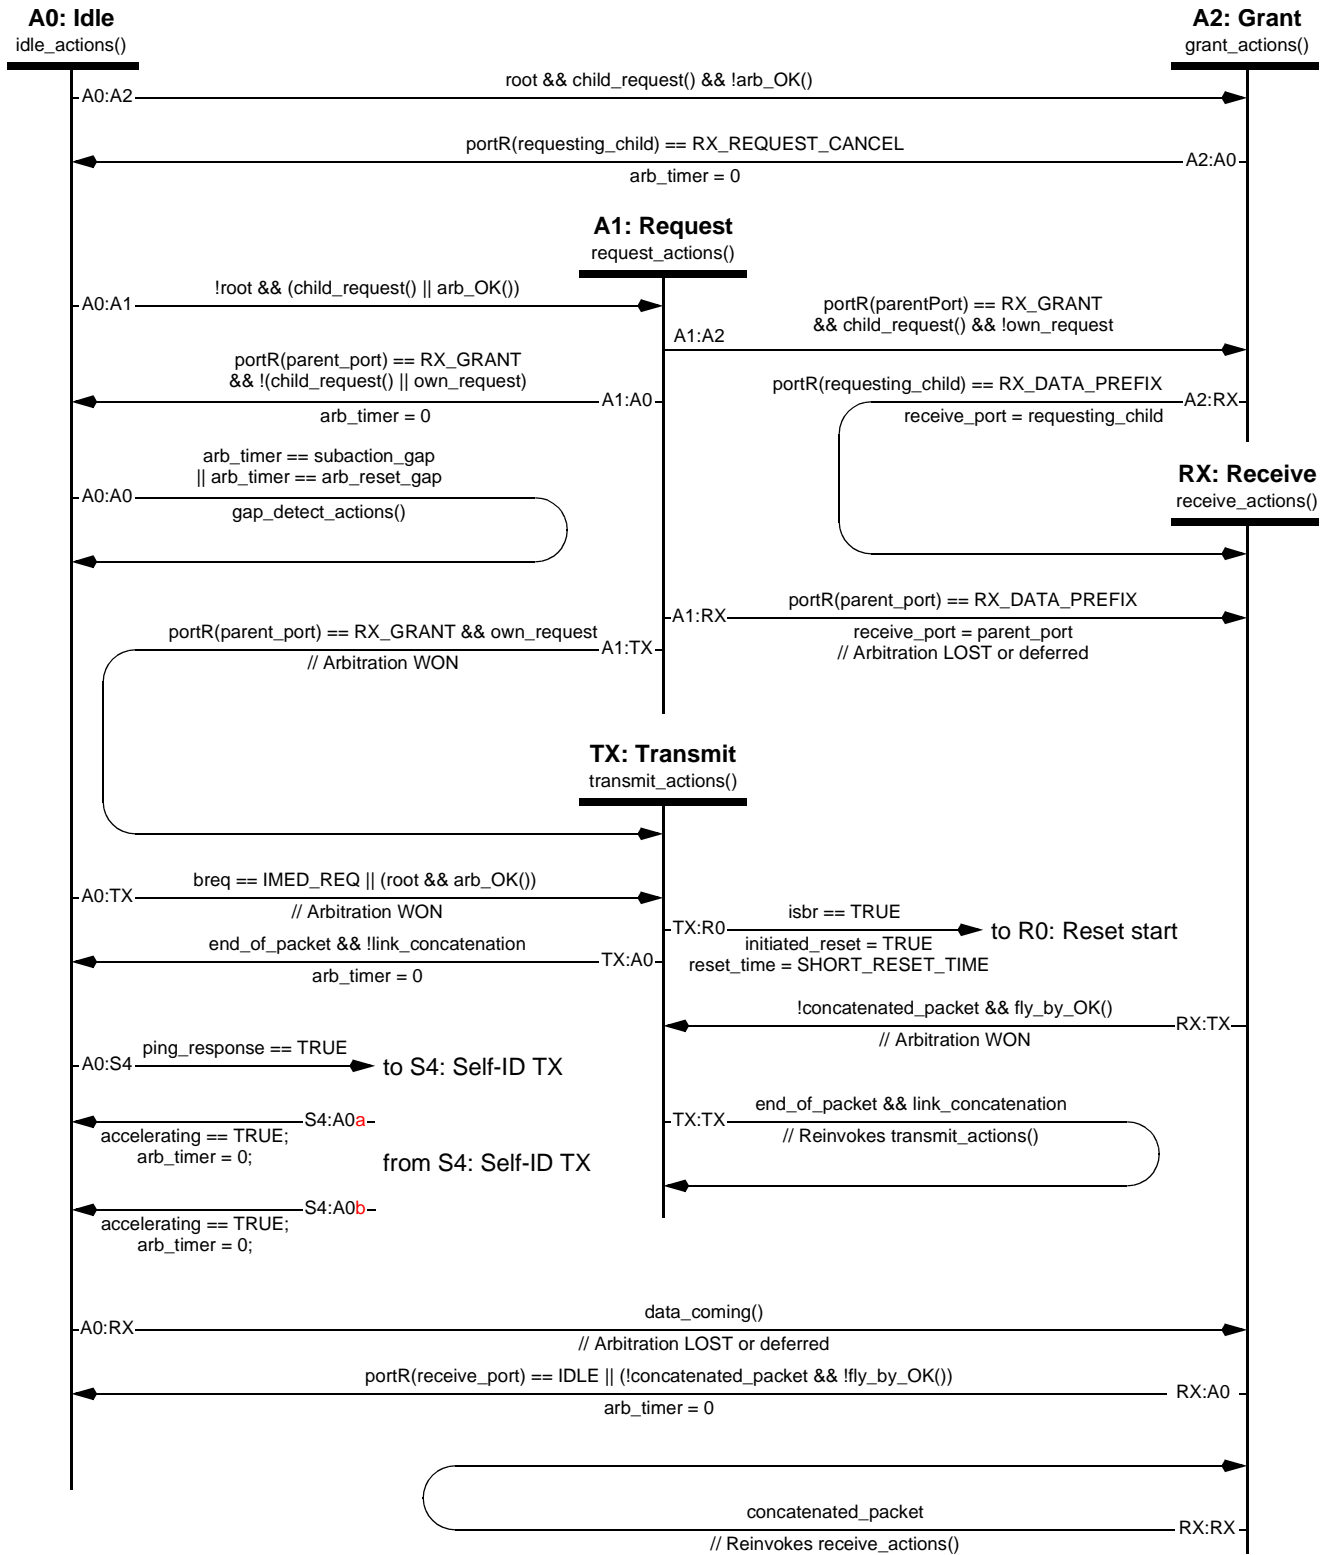 A0: Idle
idle_actions()
A2: Grant
grant_actions()
root && child_request() && !arb_OK()
A0:A2
portR(requesting_child) == RX_REQUEST_CANCEL
A2:A0
arb_timer = 0
A1: Request
request_actions()
!root && (child_request() || arb_OK())
A0:A1
portR(parentPort) == RX_GRANT
&& child_request() && !own_request
A1:A2
portR(parent_port) == RX_GRANT
&& !(child_request() || own_request)
A1:A0
arb_timer = 0
portR(requesting_child) == RX_DATA_PREFIX
A2:RX
receive_port = requesting_child
arb_timer == subaction_gap
|| arb_timer == arb_reset_gap
A0:A0
gap_detect_actions()
RX: Receive
receive_actions()
portR(parent_port) == RX_DATA_PREFIX
A1:RX
receive_port = parent_port
// Arbitration LOST or deferred
portR(parent_port) == RX_GRANT && own_request
A1:TX
// Arbitration WON
TX: Transmit
transmit_actions()
breq == IMED_REQ || (root && arb_OK())
A0:TX
// Arbitration WON
isbr == TRUE
TX:R0
to R0: Reset start
initiated_reset = TRUE
reset_time = SHORT_RESET_TIME
end_of_packet && !link_concatenation
TX:A0
arb_timer = 0
!concatenated_packet && fly_by_OK()
RX:TX
// Arbitration WON
ping_response == TRUE
A0:S4
to S4: Self-ID TX
end_of_packet && link_concatenation
TX:TX
// Reinvokes transmit_actions()
S4:A0a
accelerating == TRUE;
arb_timer = 0;
from S4: Self-ID TX
S4:A0b
accelerating == TRUE;
arb_timer = 0;
data_coming()
A0:RX
// Arbitration LOST or deferred
portR(receive_port) == IDLE || (!concatenated_packet && !fly_by_OK())
RX:A0
arb_timer = 0
concatenated_packet
RX:RX
// Reinvokes receive_actions()